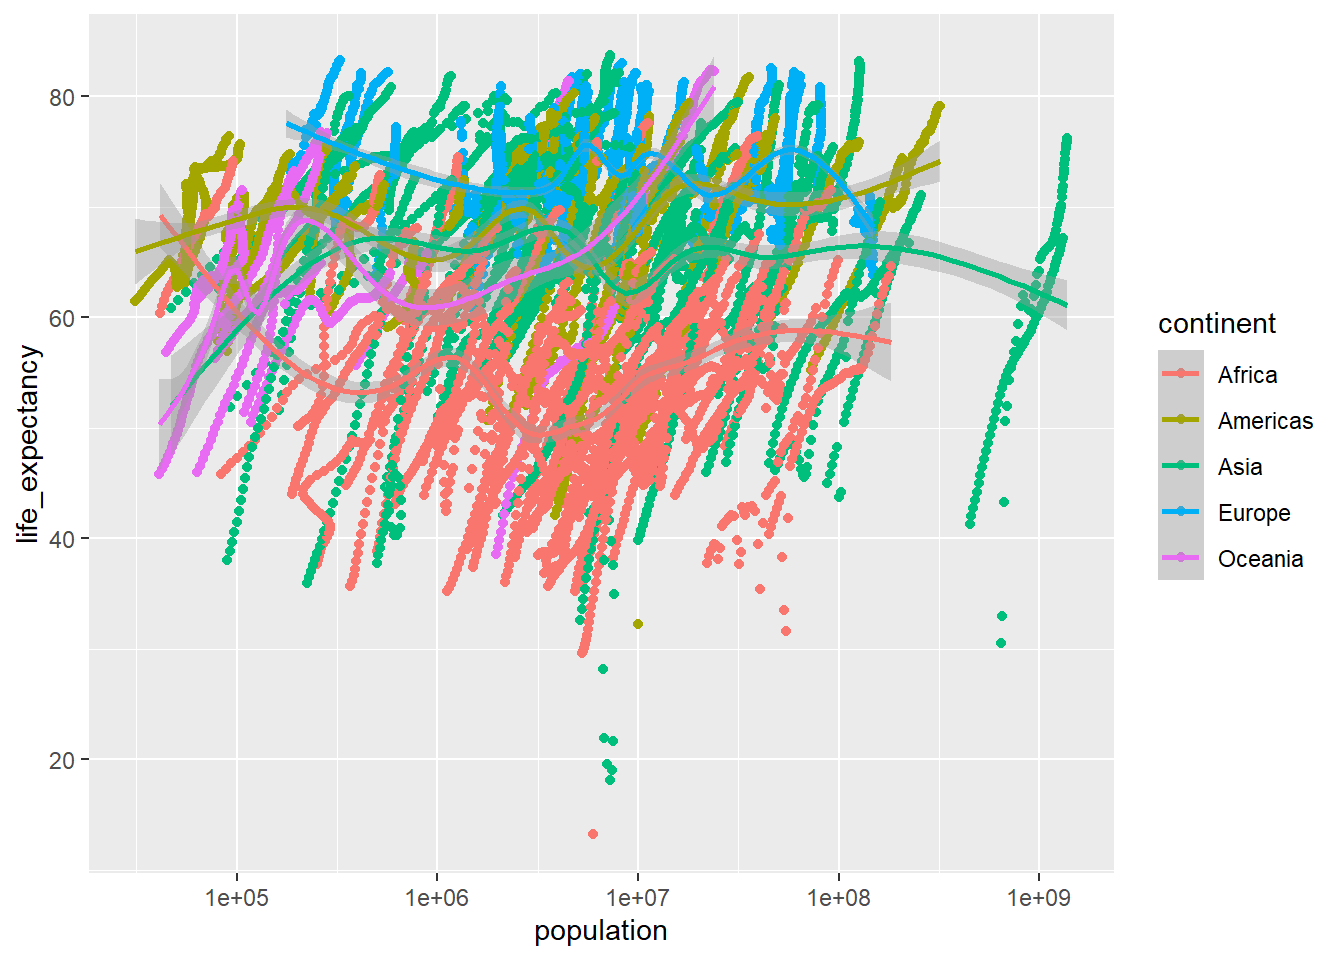 80
60
40
20
life_expectancy
1e+05
1e+06
1e+07
1e+08
1e+09
population
continent
Africa
Americas
Asia
Europe
Oceania